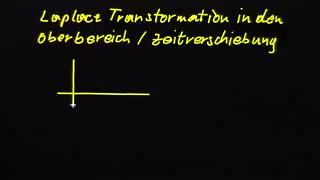 Laplace Transformation in den
Oberbereich / Zeitverschiebung